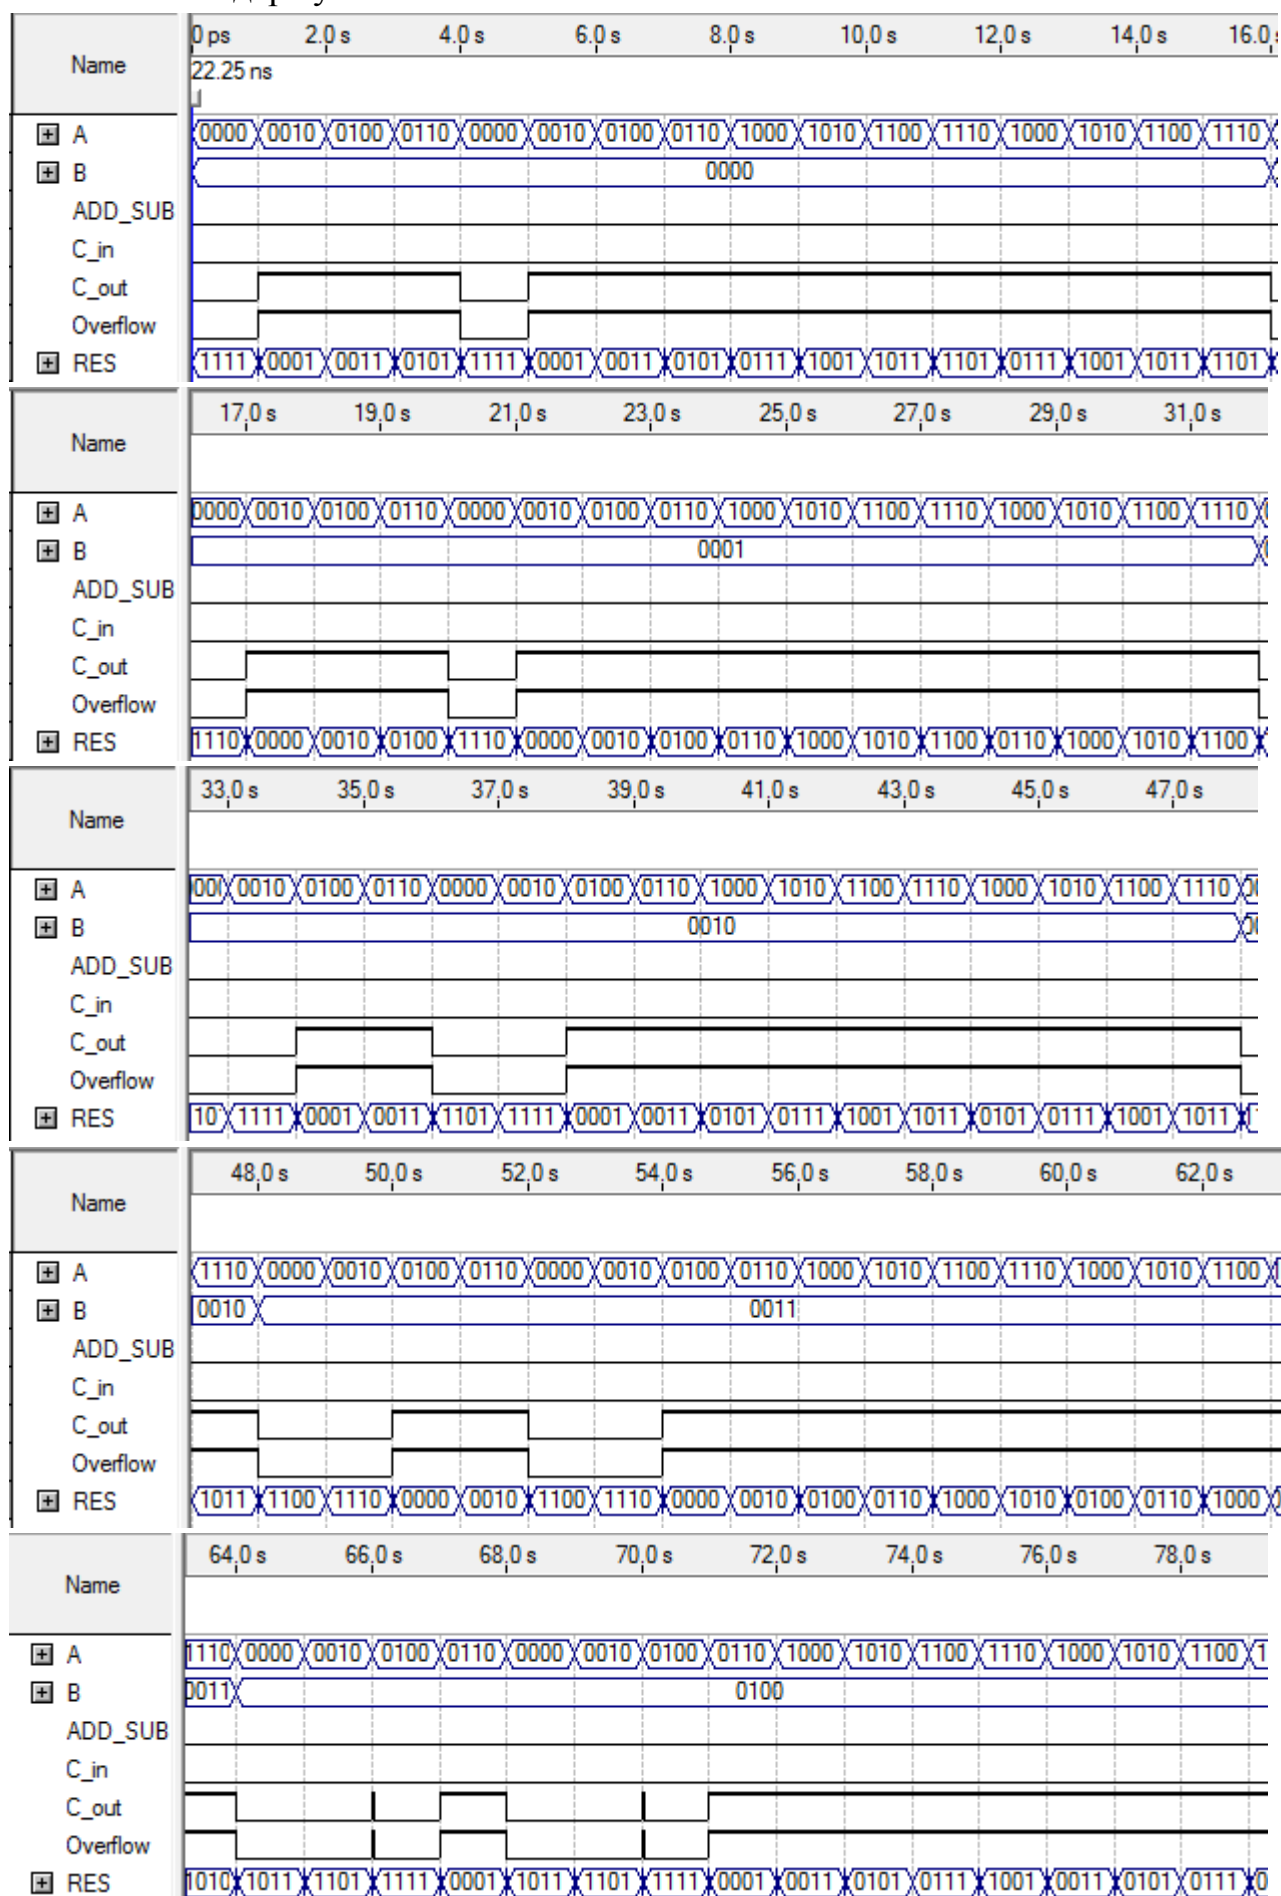 0 ps 2.0 s 4.0 s 6.0 s 8.0 s 10.0 s 12.0 s 14.0 s 16.0
Name
22.25 ns
A 0000 0010 0100 0110 0000 0010 0100 0110 1000 1010 1100 1110 1000 1010 1100 1110
B 0000
ADD_SUB
C_in
C_out
Overflow
RES 1111 0001 0011 0101 1111 0001 0011 0101 0111 1001 1011 1101 0111 1001 1011 1101
17.0 s 19.0 s 21.0 s 23.0 s 25.0 s 27.0 s 29.0 s 31.0 s
Name
A 0000 0010 0100 0110 0000 0010 0100 0110 1000 1010 1100 1110 1000 1010 1100 1110
B 0001
ADD_SUB
C_in
C_out
Overflow
RES 1110 0000 0010 0100 1110 0000 0010 0100 0110 1000 1010 1100 0110 1000 1010 1100
33.0 s 35.0 s 37.0 s 39.0 s 41.0 s 43.0 s 45.0 s 47.0 s
Name
A 000 0010 0100 0110 0000 0010 0100 0110 1000 1010 1100 1110 1000 1010 1100 1110
B 0010
ADD_SUB
C_in
C_out
Overflow
RES 10 1111 0001 0011 1101 1111 0001 0011 0101 0111 1001 1011 0101 0111 1001 1011
48.0 s 50.0 s 52.0 s 54.0 s 56.0 s 58.0 s 60.0 s 62.0 s
Name
A 1110 0000 0010 0100 0110 0000 0010 0100 0110 1000 1010 1100 1110 1000 1010 1100
B 0010 0011
ADD_SUB
C_in
C_out
Overflow
RES 1011 1100 1110 0000 0010 1100 1110 0000 0010 0100 0110 1000 1010 0100 0110 1000
64.0 s 66.0 s 68.0 s 70.0 s 72.0 s 74.0 s 76.0 s 78.0 s
Name
A 1110 0000 0010 0100 0110 0000 0010 0100 0110 1000 1010 1100 1110 1000 1010 1100 1
B 0011 0100
ADD_SUB
C_in
C_out
Overflow
RES 1010 1011 1101 1111 0001 1011 1101 1111 0001 0011 0101 0111 1001 0011 0101 0111 0